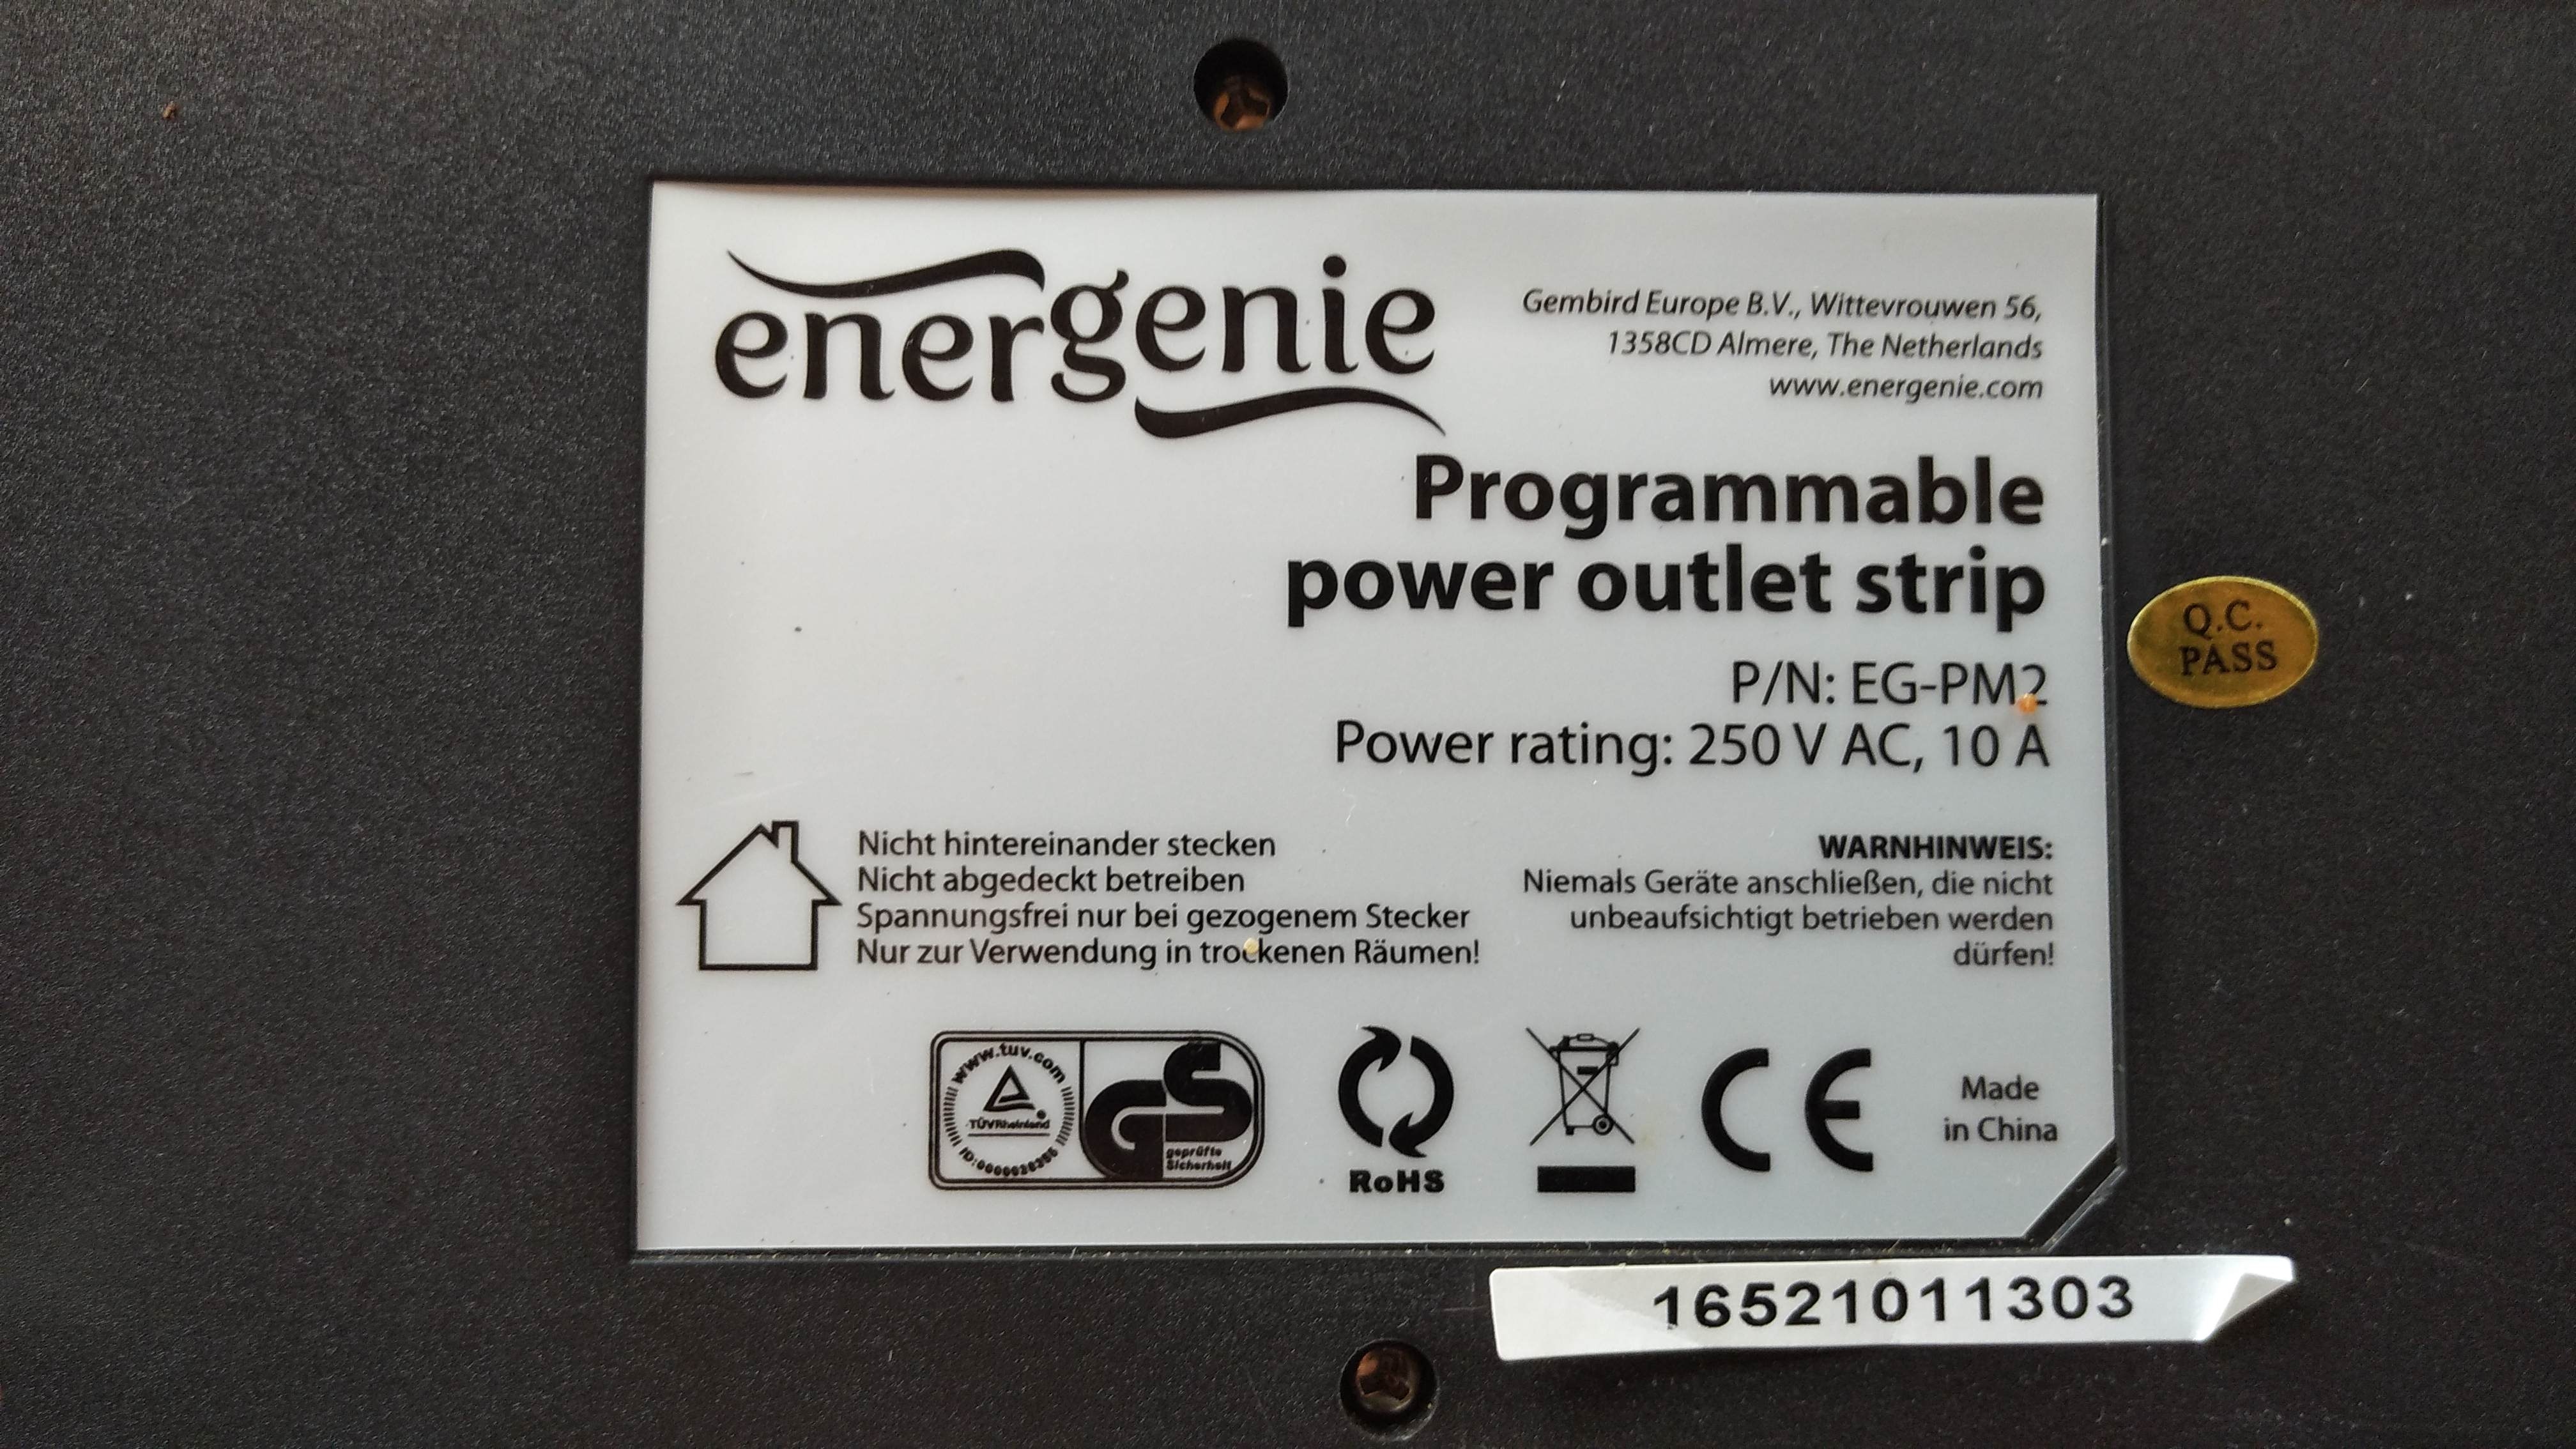 energenie
Gembird Europe B.V., Wittevrouwen 56,
1358CD Almere, The Netherlands
www.energenie.com
Programmable
power outlet strip
P/N: EG-PM2
Power rating: 250 V AC, 10 A
Q.C.
PASS
Nicht hintereinander stecken
Nicht abgedeckt betreiben
Spannungsfrei nur bei gezogenem Stecker
Nur zur Verwendung in trockenen Räumen!
WARNHINWEIS:
Niemals Geräte anschließen, die nicht
unbeaufsichtigt betrieben werden
dürfen!
www.tuv.com
TÜVRheinland
GS
geprüfte
Sicherheit
RoHS
CE
Made
in China
16521011303